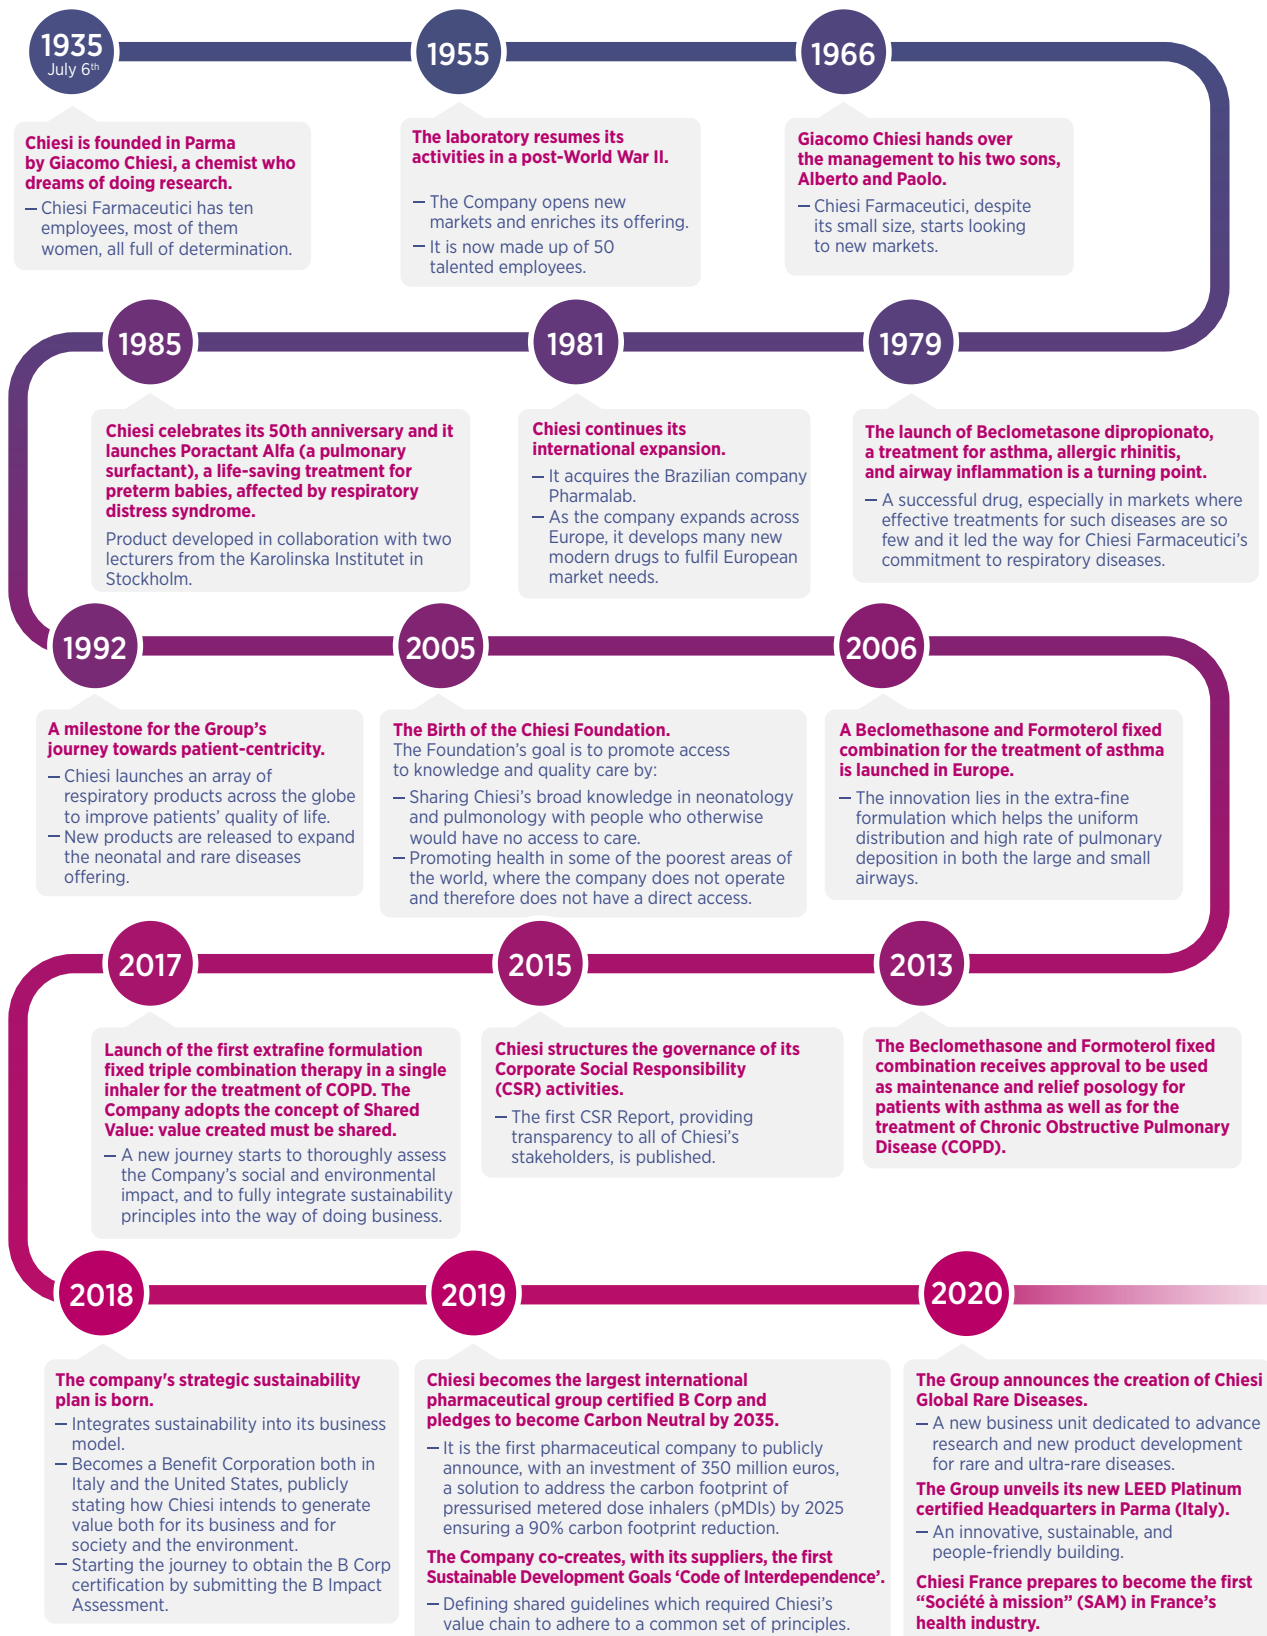 1935
July 6th
Chiesi is founded in Parma
by Giacomo Chiesi, a chemist who
dreams of doing research.
– Chiesi Farmaceutici has ten
employees, most of them
women, all full of determination.
1955
The laboratory resumes its
activities in a post-World War II.
– The Company opens new
markets and enriches its offering.
– It is now made up of 50
talented employees.
1966
Giacomo Chiesi hands over
the management to his two sons,
Alberto and Paolo.
– Chiesi Farmaceutici, despite
its small size, starts looking
to new markets.
1979
The launch of Beclometasone dipropionato,
a treatment for asthma, allergic rhinitis,
and airway inflammation is a turning point.
– A successful drug, especially in markets where
effective treatments for such diseases are so
few and it led the way for Chiesi Farmaceutici's
commitment to respiratory diseases.
1981
Chiesi continues its
international expansion.
– It acquires the Brazilian company
Pharmalab.
– As the company expands across
Europe, it develops many new
modern drugs to fulfil European
market needs.
1985
Chiesi celebrates its 50th anniversary and it
launches Poractant Alfa (a pulmonary
surfactant), a life-saving treatment for
preterm babies, affected by respiratory
distress syndrome.
Product developed in collaboration with two
lecturers from the Karolinska Institutet in
Stockholm.
1992
A milestone for the Group's
journey towards patient-centricity.
– Chiesi launches an array of
respiratory products across the globe
to improve patients' quality of life.
– New products are released to expand
the neonatal and rare diseases
offering.
2005
The Birth of the Chiesi Foundation.
The Foundation's goal is to promote access
to knowledge and quality care by:
– Sharing Chiesi's broad knowledge in neonatology
and pulmonology with people who otherwise
would have no access to care.
– Promoting health in some of the poorest areas of
the world, where the company does not operate
and therefore does not have a direct access.
2006
A Beclomethasone and Formoterol fixed
combination for the treatment of asthma
is launched in Europe.
– The innovation lies in the extra-fine
formulation which helps the uniform
distribution and high rate of pulmonary
deposition in both the large and small
airways.
2013
The Beclomethasone and Formoterol fixed
combination receives approval to be used
as maintenance and relief posology for
patients with asthma as well as for the
treatment of Chronic Obstructive Pulmonary
Disease (COPD).
2015
Chiesi structures the governance of its
Corporate Social Responsibility
(CSR) activities.
– The first CSR Report, providing
transparency to all of Chiesi's
stakeholders, is published.
2017
Launch of the first extrafine formulation
fixed triple combination therapy in a single
inhaler for the treatment of COPD. The
Company adopts the concept of Shared
Value: value created must be shared.
– A new journey starts to thoroughly assess
the Company's social and environmental
impact, and to fully integrate sustainability
principles into the way of doing business.
2018
The company's strategic sustainability
plan is born.
– Integrates sustainability into its business
model.
– Becomes a Benefit Corporation both in
Italy and the United States, publicly
stating how Chiesi intends to generate
value both for its business and for
society and the environment.
– Starting the journey to obtain the B Corp
certification by submitting the B Impact
Assessment.
2019
Chiesi becomes the largest international
pharmaceutical group certified B Corp and
pledges to become Carbon Neutral by 2035.
– It is the first pharmaceutical company to publicly
announce, with an investment of 350 million euros,
a solution to address the carbon footprint of
pressurised metered dose inhalers (pMDIs) by 2025
ensuring a 90% carbon footprint reduction.
The Company co-creates, with its suppliers, the first
Sustainable Development Goals ‘Code of Interdependence’.
– Defining shared guidelines which required Chiesi's
value chain to adhere to a common set of principles.
2020
The Group announces the creation of Chiesi
Global Rare Diseases.
– A new business unit dedicated to advance
research and new product development
for rare and ultra-rare diseases.
The Group unveils its new LEED Platinum
certified Headquarters in Parma (Italy).
– An innovative, sustainable, and
people-friendly building.
Chiesi France prepares to become the first
“Société à mission” (SAM) in France's
health industry.